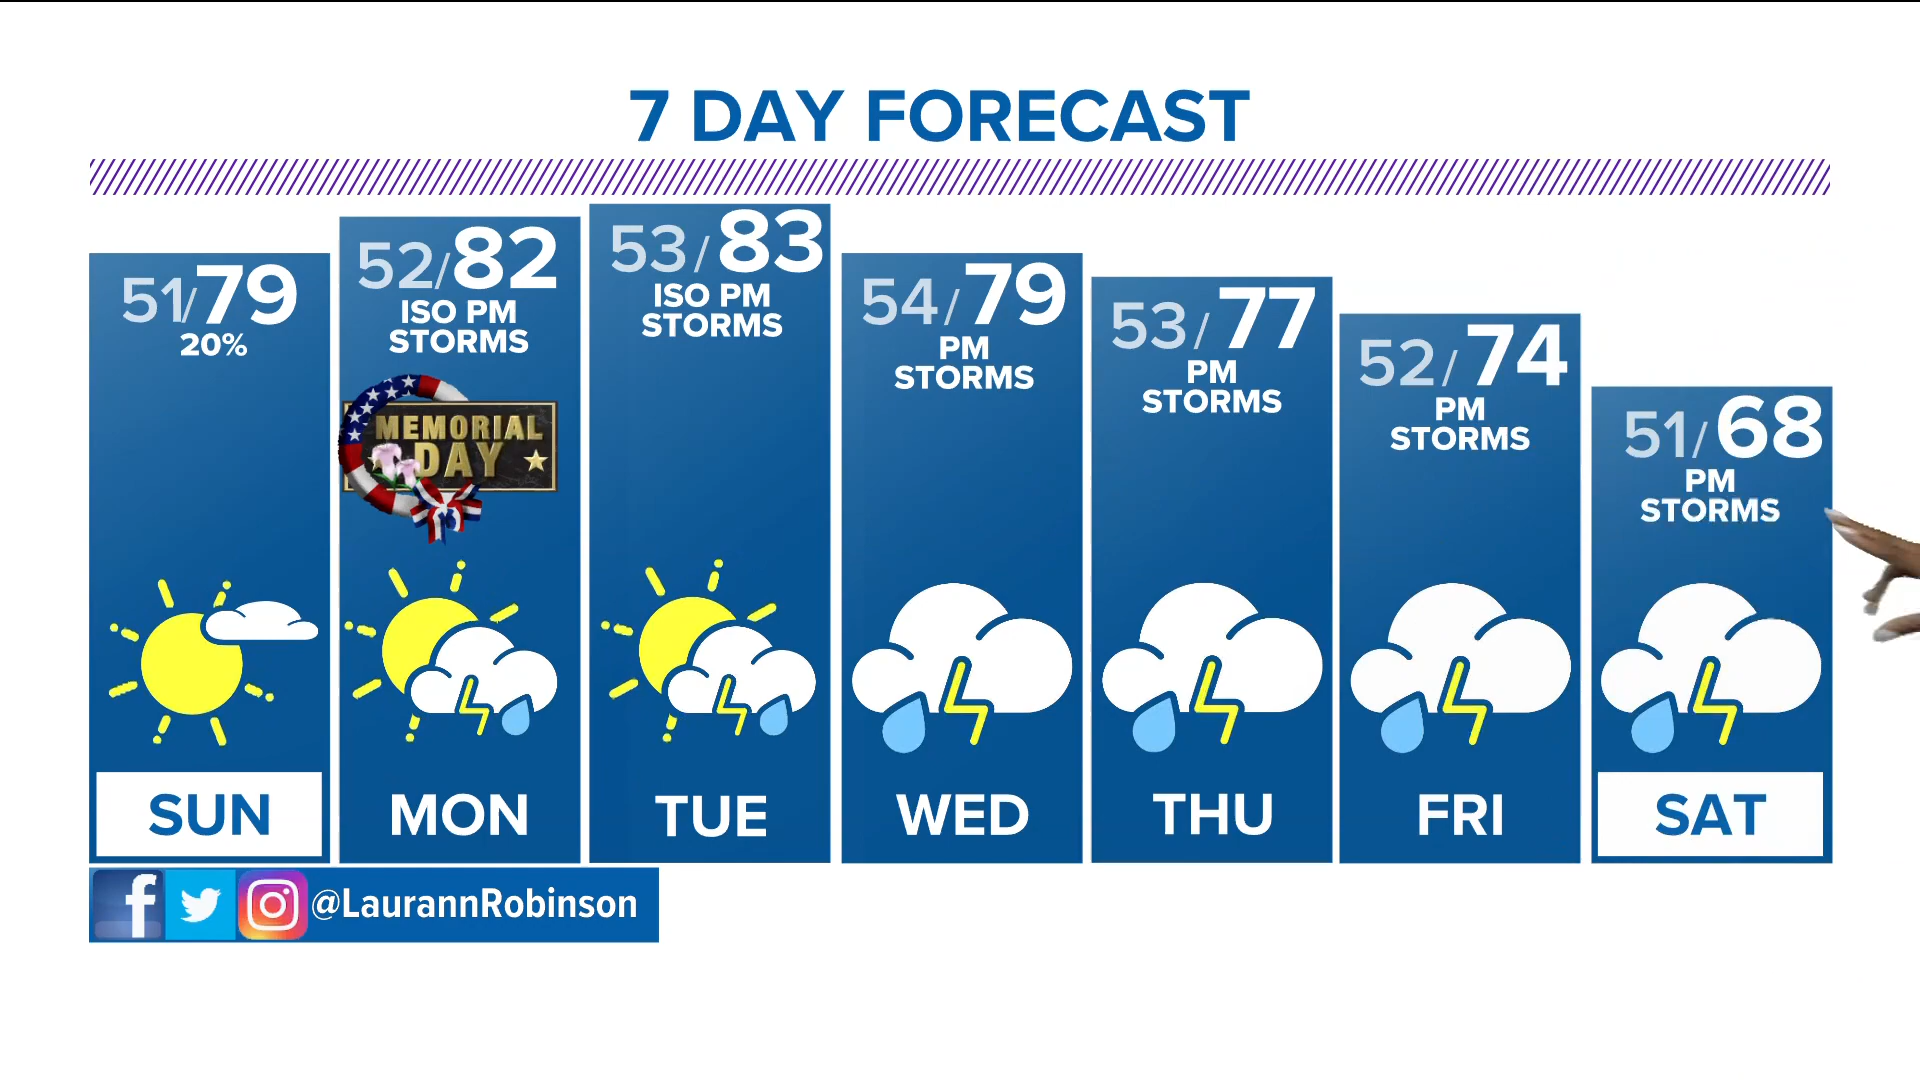 7 DAY FORECAST
51/79
20%
SUN
52/82
ISO PM
STORMS
MEMORIAL
DAY
MON
53/83
ISO PM
STORMS
TUE
54/79
PM
STORMS
WED
53/77
PM
STORMS
THU
52/74
PM
STORMS
FRI
51/68
PM
STORMS
SAT
@LaurannRobinson